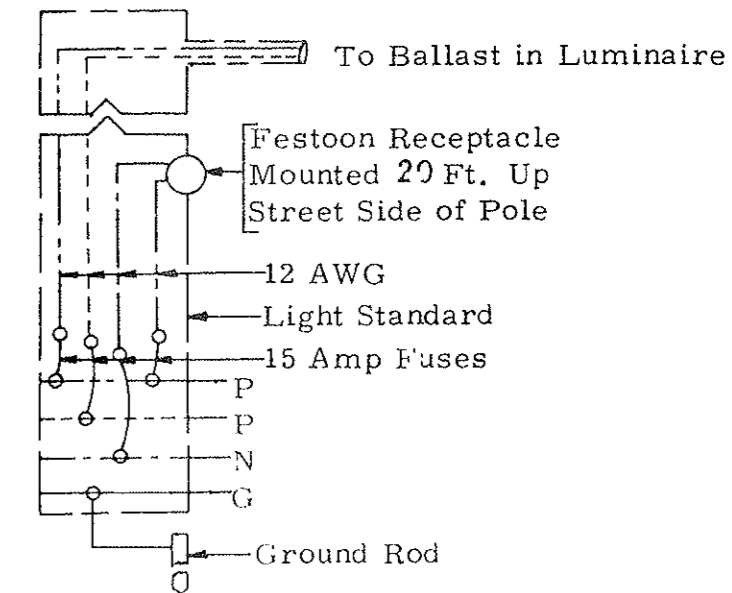 To Ballast in Luminaire
Festoon Receptacle
Mounted 20 Ft. Up
Street Side of Pole
12 AWG
Light Standard
15 Amp Fuses
P
P
N
G
Ground Rod